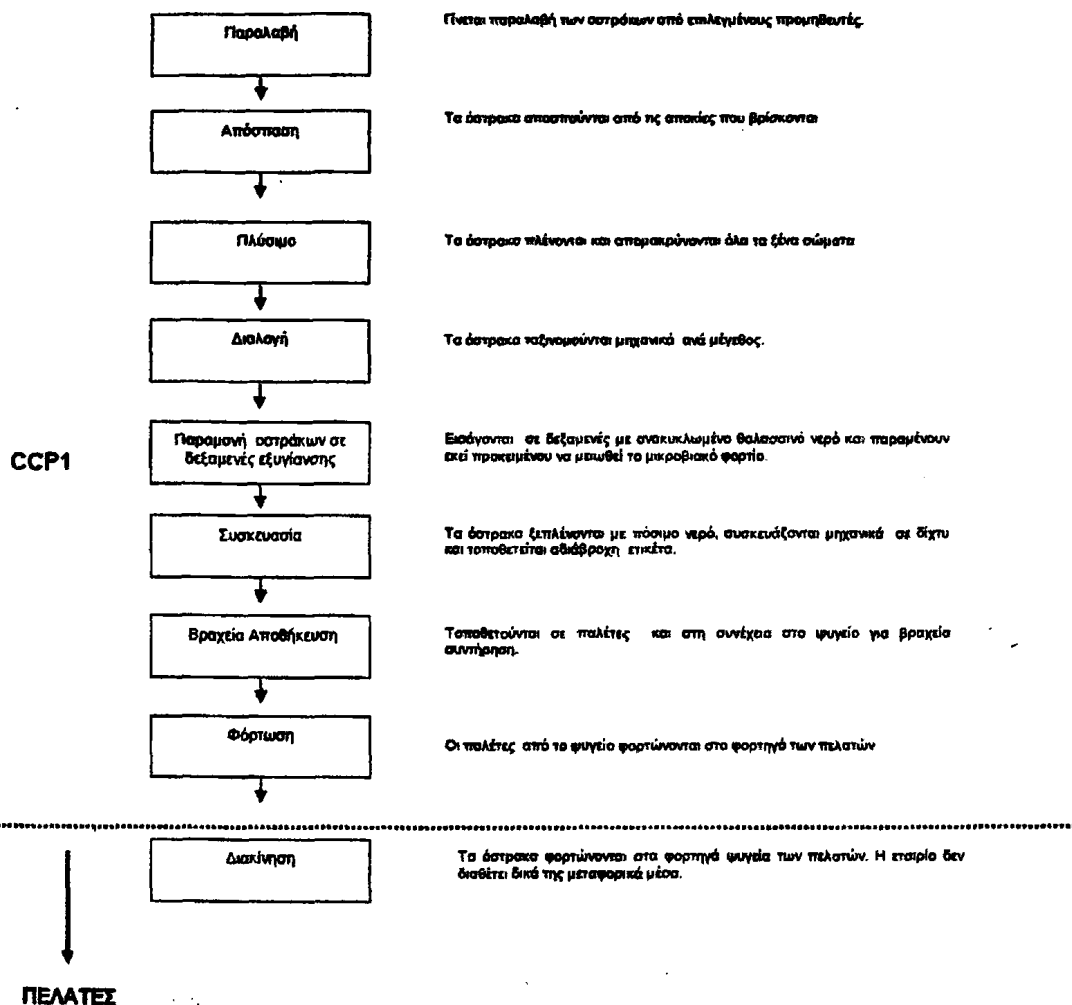 Παραλαβή
Γίνεται παραλαβή των οστράκων από επιλεγμένους προμηθευτές.
Απόσπαση
Τα όστρακα αποσπούνται από τις αποικίες που βρίσκονται
Πλύσιμο
Τα όστρακα πλένονται και απομακρύνονται όλα τα ξένα σώματα
Διαλογή
Τα όστρακα ταξινομούνται μηχανικά ανά μέγεθος.
CCP1
Παραμονή οστράκων σε
δεξαμενές εξυγίανσης
Εισάγονται σε δεξαμενές με ανακυκλωμένο θαλασσινό νερό και παραμένουν
εκεί προκειμένου να μειωθεί το μικροβιακό φορτίο.
Συσκευασία
Τα όστρακα ξεπλένονται με πόσιμο νερό, συσκευάζονται μηχανικά σε δίχτυ
και τοποθετείται αδιάβροχη ετικέτα.
Βραχεία Αποθήκευση
Τοποθετούνται σε παλέτες και στη συνέχεια στο ψυγείο για βραχεία
συντήρηση.
Φόρτωση
Οι παλέτες από το ψυγείο φορτώνονται στο φορτηγό των πελατών
Διακίνηση
Τα όστρακα φορτώνονται στα φορτηγά ψυγεία των πελατών. Η εταιρία δεν
διαθέτει δικά της μεταφορικά μέσα.
ΠΕΛΑΤΕΣ